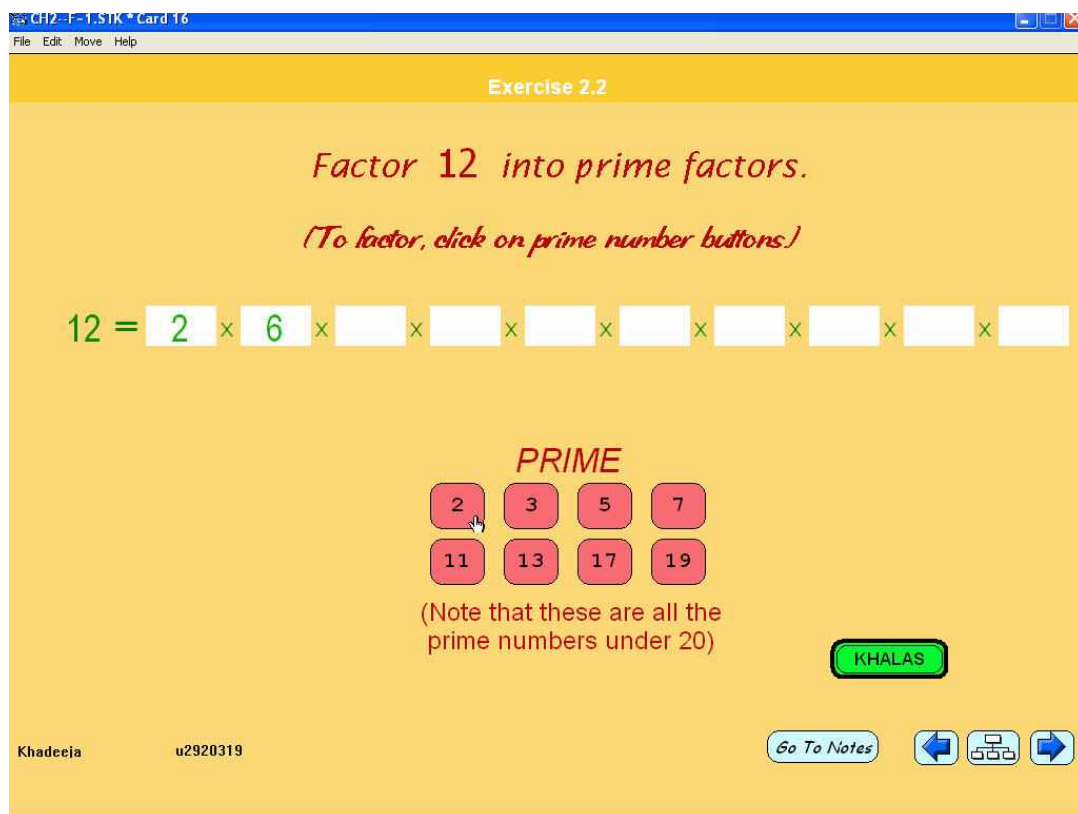 CH2--F-1.STK * Card 16
File Edit Move Help
Exercise 2.2
Factor 12 into prime factors.
(To factor, click on prime number buttons)
12 = 2 x 6 x x x x x x x x
PRIME
2 3 5 7
11 13 17 19
(Note that these are all the
prime numbers under 20)
KHALAS
Khadeeja u2920319 Go To Notes